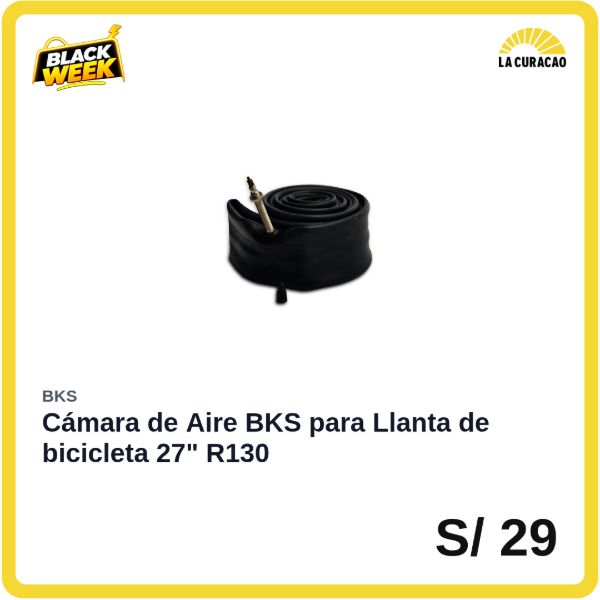 BLACK
WEEK
LA CURACAO
BKS
Cámara de Aire BKS para Llanta de
bicicleta 27" R130
S/ 29